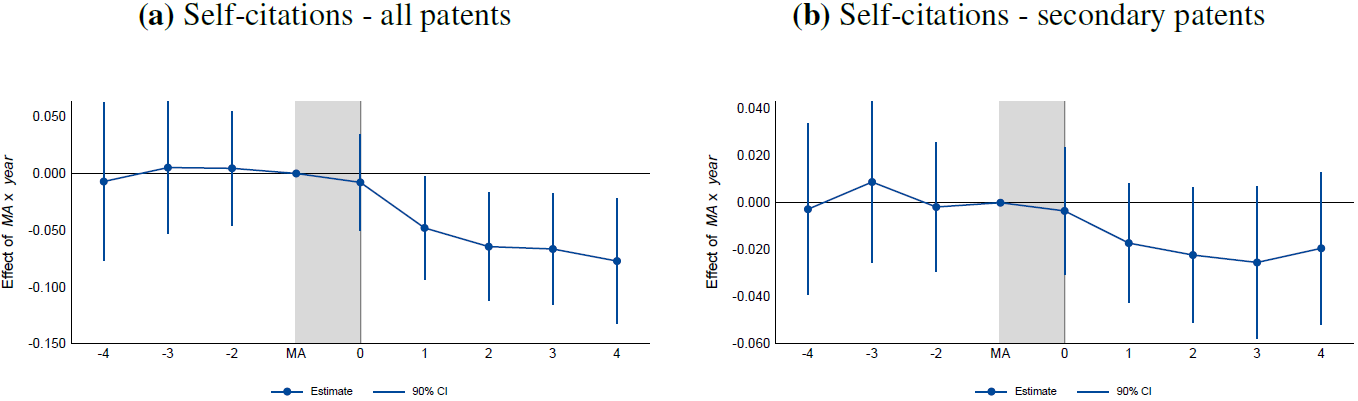 (a) Self-citations - all patents
0.050
0.000
-0.050
-0.100
-0.150
Effect of MA x year
-4 -3 -2 MA 0 1 2 3 4
Estimate 90% CI
(b) Self-citations - secondary patents
0.040
0.020
0.000
-0.020
-0.040
-0.060
Effect of MA x year
-4 -3 -2 MA 0 1 2 3 4
Estimate 90% CI